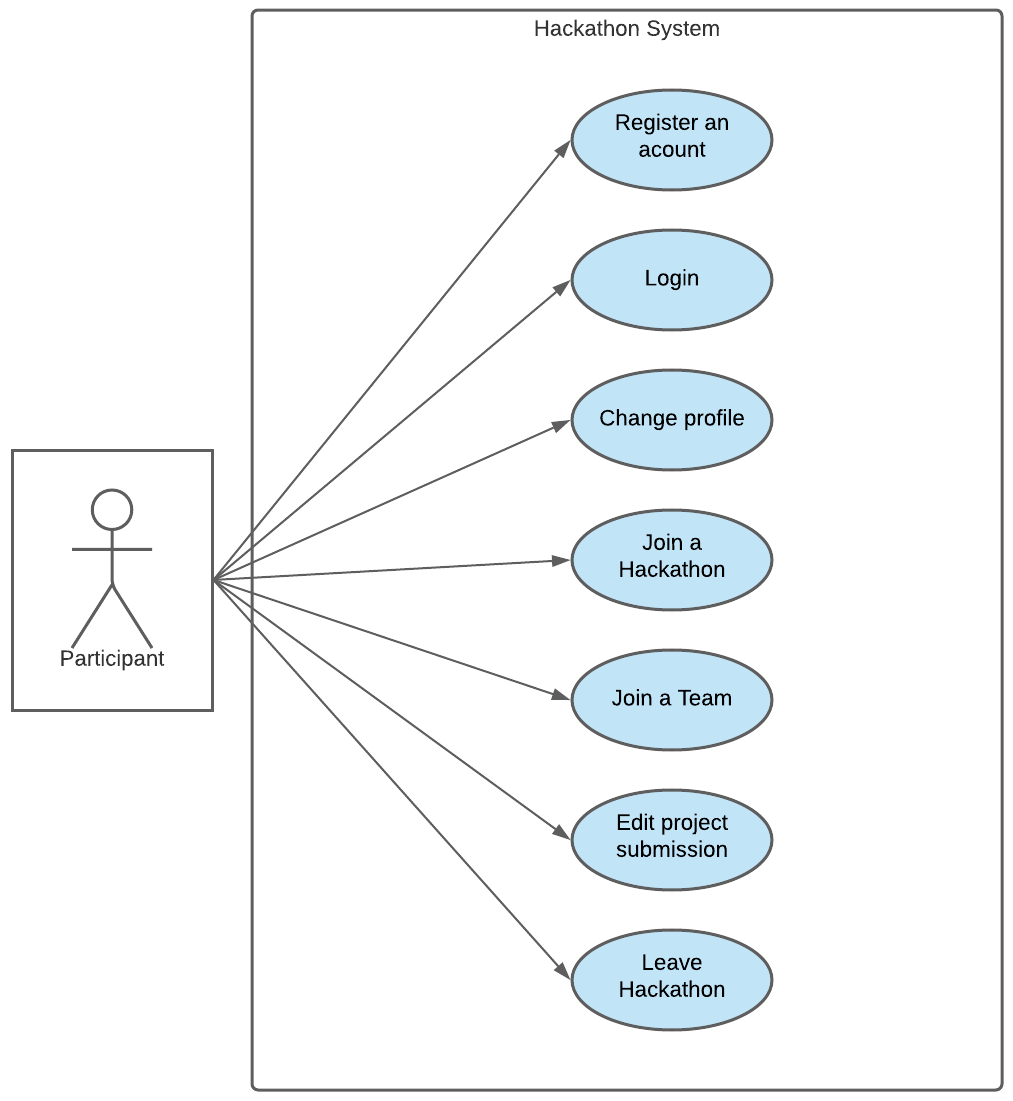 Hackathon System
Register an
acount
Login
Change profile
Join a
Hackathon
Participant
Join a Team
Edit project
submission
Leave
Hackathon